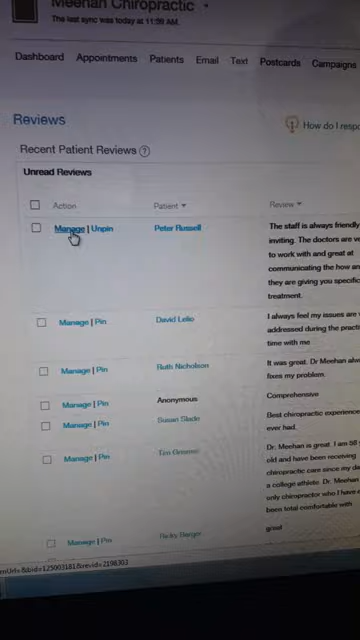 Meehan Chiropractic
The last sync was today at 11:59 AM.
Dashboard Appointments Patients Email Text Postcards Campaigns
Reviews
How do I
Recent Patient Reviews ?
Unread Reviews
Action Patient Review
Manage | Unpin Peter Russell The staff is always friendly
inviting. The doctors are
to work with and great at
communicating the how an
they are giving you specific
treatment.
Manage | Pin David Lelio I always feel my issues are
addressed during the
time with me
Manage | Pin Ruth Nicholson It was great. Dr Meehan
fixes my problem.
Manage | Pin Anonymous Comprehensive
Manage | Pin Susan Slade Best chiropractic experience
ever had.
Manage | Pin Tim Dr. Meehan is great. I am
old and have been receiving
chiropractic care since my
a college athlete. Dr. Meehan
only chiropractor who I have
been total comfortable with
Manage | Pin Ricky great